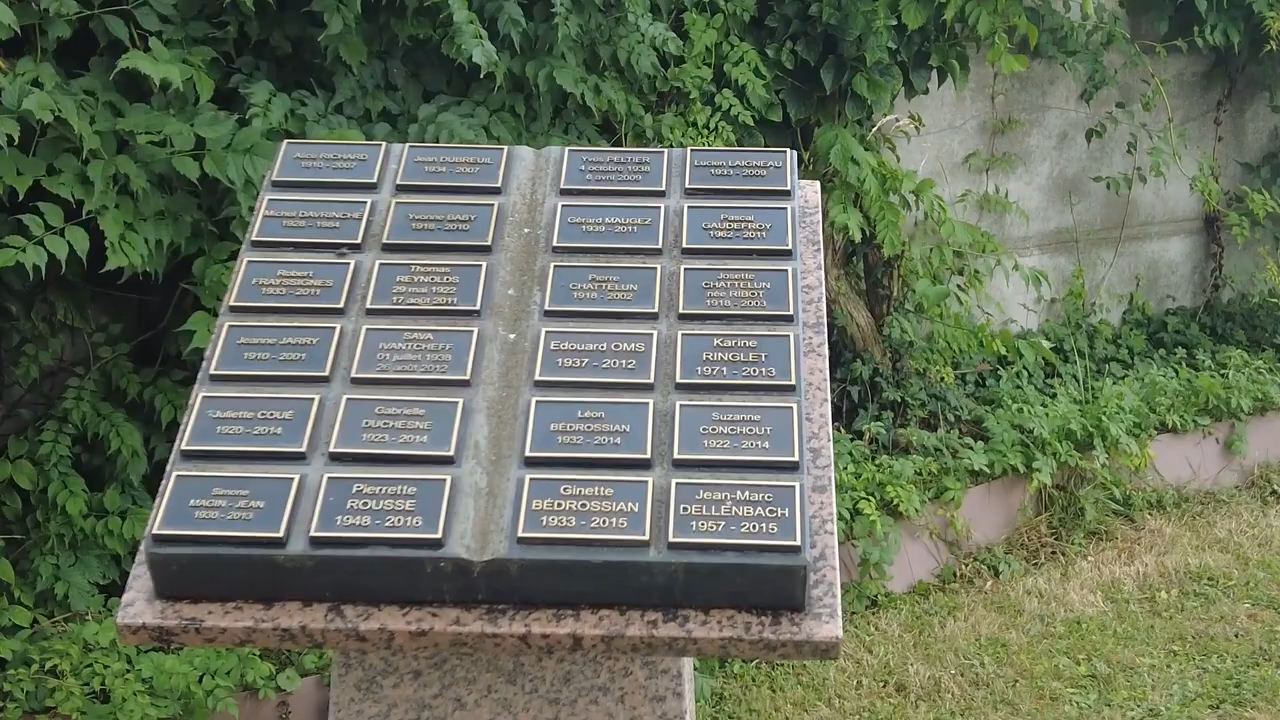 Alice RICHARD
1910 - 2007
Jean DUBREUIL
1934 - 2007
Yves PELTIER
4 octobre 1938
6 avril 2009
Lucien LAIGNEAU
1933 - 2009
Michel DAVRINCHE
1928 - 1984
Yvonne BABY
1918 - 2010
Gérard MAUGEZ
1939 - 2011
Pascal
GAUDEFROY
1962 - 2011
Robert
FRAYSSIGNES
1933 - 2011
Thomas
REYNOLDS
29 mai 1922
17 août 2011
Pierre
CHATTELUN
1918 - 2002
Josette
CHATTELUN
née RIBOT
1918 - 2003
Jeanne JARRY
1910 - 2001
SAVA
IVANTCHEFF
01 juillet 1938
26 août 2012
Edouard OMS
1937 - 2012
Karine
RINGLET
1971 - 2013
Juliette COUÉ
1920 - 2014
Gabrielle
DUCHESNE
1923 - 2014
Léon
BÉDROSSIAN
1932 - 2014
Suzanne
CONCHOUT
1922 - 2014
Simone
MAGIN - JEAN
1930 - 2013
Pierrette
ROUSSE
1948 - 2016
Ginette
BÉDROSSIAN
1933 - 2015
Jean-Marc
DELLENBACH
1957 - 2015